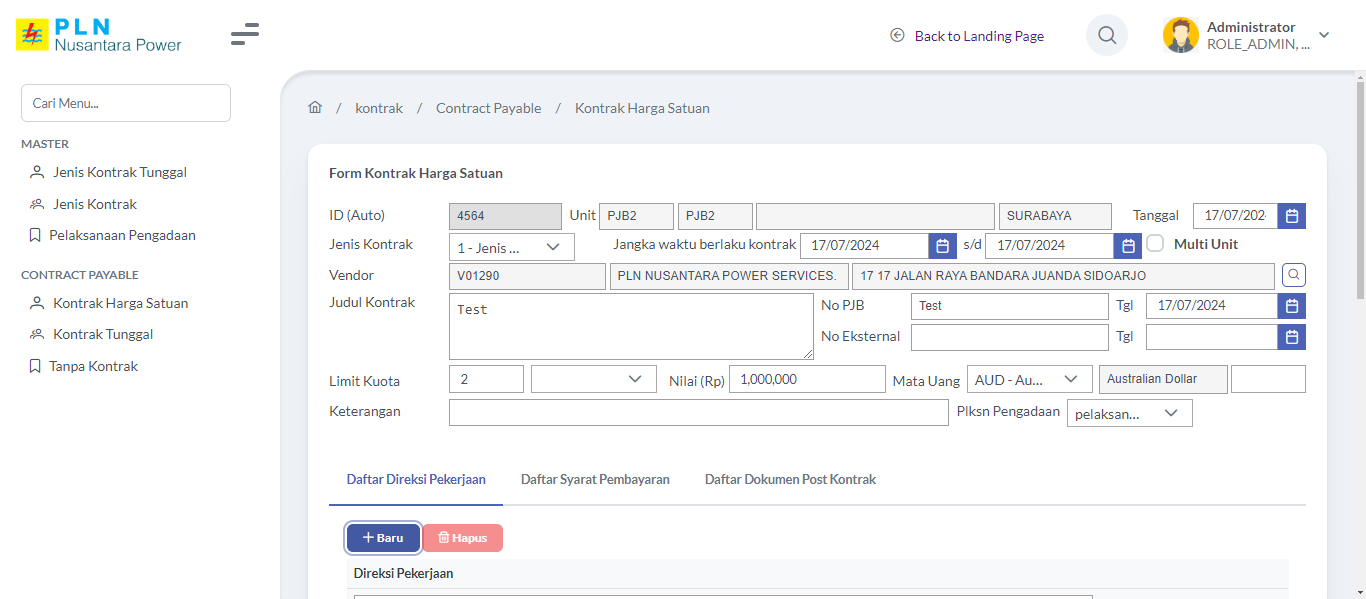 PLN
Nusantara Power
Back to Landing Page
Administrator
ROLE_ADMIN, ...
Cari Menu...
MASTER
Jenis Kontrak Tunggal
Jenis Kontrak
Pelaksanaan Pengadaan
CONTRACT PAYABLE
Kontrak Harga Satuan
Kontrak Tunggal
Tanpa Kontrak
/ kontrak / Contract Payable / Kontrak Harga Satuan
Form Kontrak Harga Satuan
ID (Auto) 4564 Unit PJB2 PJB2 SURABAYA Tanggal 17/07/202
Jenis Kontrak 1 - Jenis ... Jangka waktu berlaku kontrak 17/07/2024 s/d 17/07/2024 Multi Unit
Vendor V01290 PLN NUSANTARA POWER SERVICES. 17 17 JALAN RAYA BANDARA JUANDA SIDOARJO
Judul Kontrak Test No PJB Test Tgl 17/07/2024
No Eksternal Tgl
Limit Kuota 2 Nilai (Rp) 1,000,000 Mata Uang AUD - Au... Australian Dollar
Keterangan Plksn Pengadaan pelaksan...
Daftar Direksi Pekerjaan Daftar Syarat Pembayaran Daftar Dokumen Post Kontrak
Baru Hapus
Direksi Pekerjaan